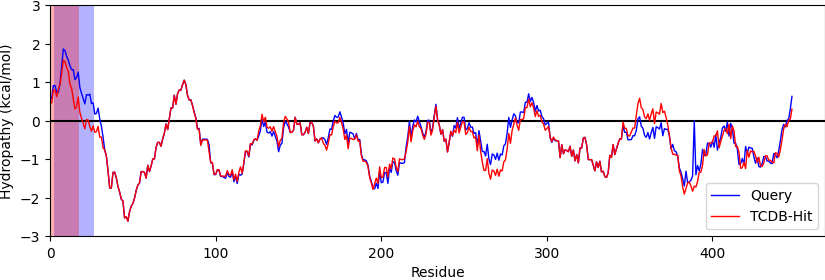 3
2
1
0
−1
−2
−3
Hydropathy (kcal/mol)
Query
TCDB-Hit
0 100 200 300 400
Residue